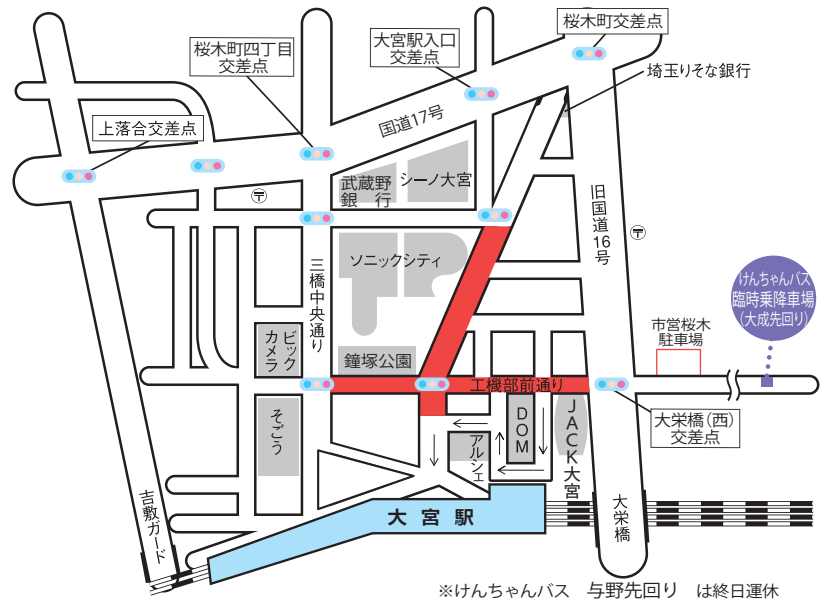 桜木町交差点
桜木町四丁目
交差点
大宮駅入口
交差点
埼玉りそな銀行
国道17号
上落合交差点
武蔵野
銀行
シーノ大宮
〒
旧国道16号
〒
ソニックシティ
三橋中央通り
けんちゃんバス
臨時乗降車場
(大成先回り)
市営桜木
駐車場
ビック
カメラ
鐘塚公園
工機部前通り
そごう
アルシェ
DOM
JACK大宮
大栄橋(西)
交差点
吉敷ガード
大宮駅
大栄橋
※けんちゃんバス 与野先回り は終日運休